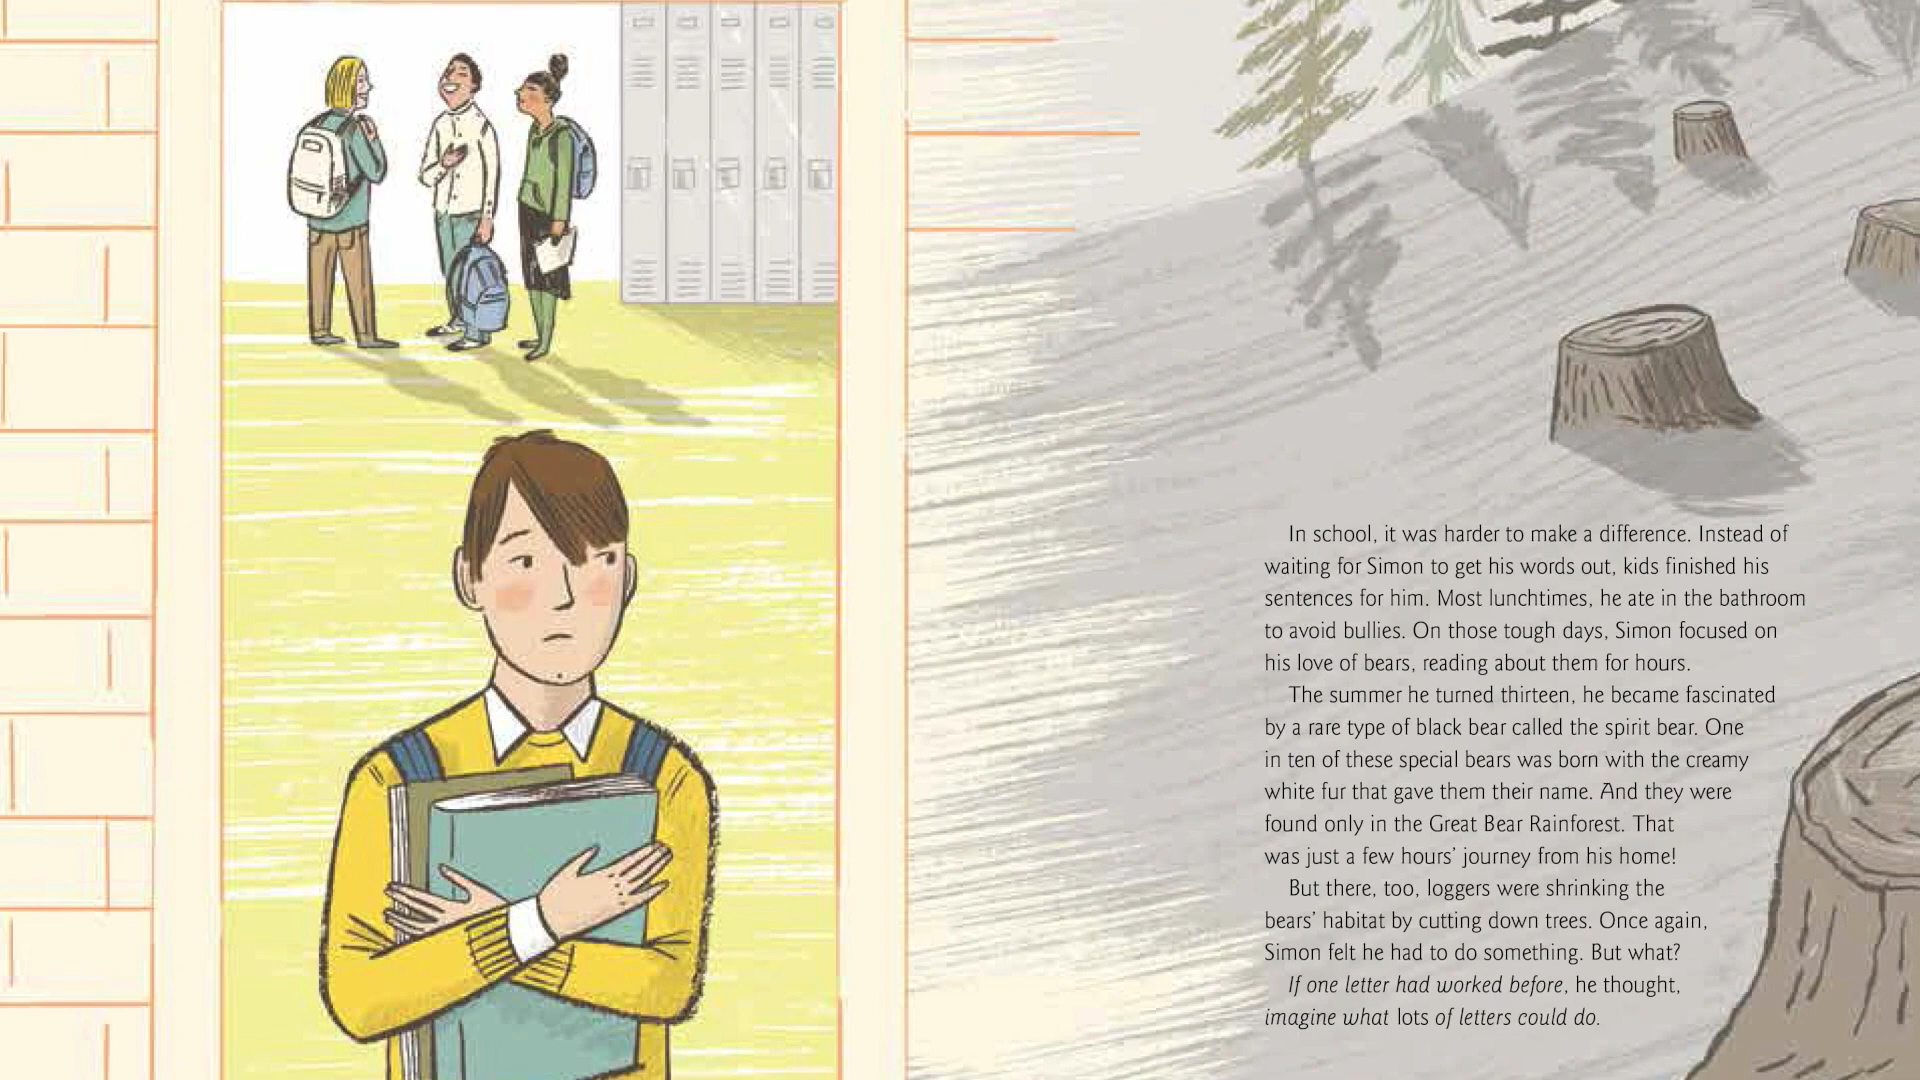 In school, it was harder to make a difference. Instead of
waiting for Simon to get his words out, kids finished his
sentences for him. Most lunchtimes, he ate in the bathroom
to avoid bullies. On those tough days, Simon focused on
his love of bears, reading about them for hours.
The summer he turned thirteen, he became fascinated
by a rare type of black bear called the spirit bear. One
in ten of these special bears was born with the creamy
white fur that gave them their name. And they were
found only in the Great Bear Rainforest. That
was just a few hours’ journey from his home!
But there, too, loggers were shrinking the
bears’ habitat by cutting down trees. Once again,
Simon felt he had to do something. But what?
If one letter had worked before, he thought,
imagine what lots of letters could do.